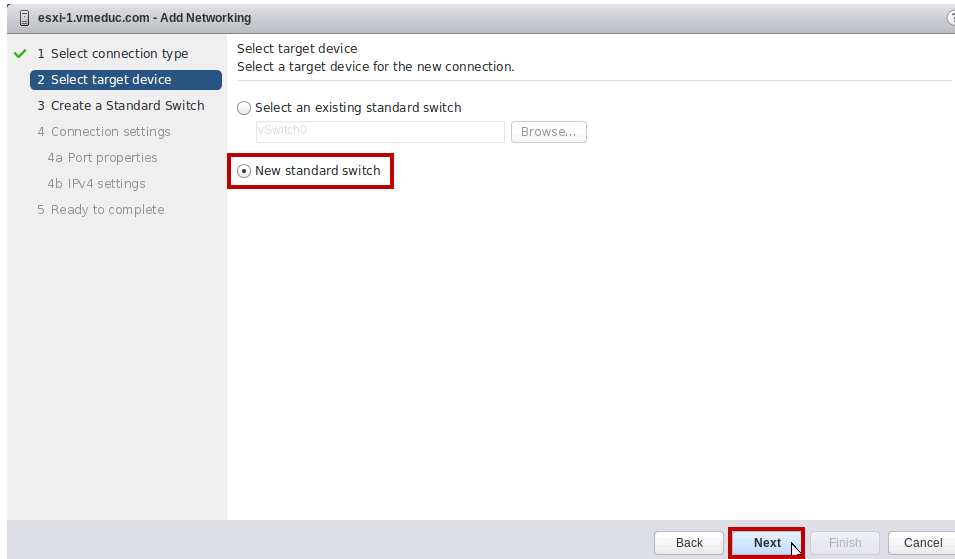 esxi-1.vmeduc.com - Add Networking
?
1 Select connection type
2 Select target device
3 Create a Standard Switch
4 Connection settings
4a Port properties
4b IPv4 settings
5 Ready to complete
Select target device
Select a target device for the new connection.
Select an existing standard switch
vSwitch0
Browse...
New standard switch
Back
Next
Finish
Cancel